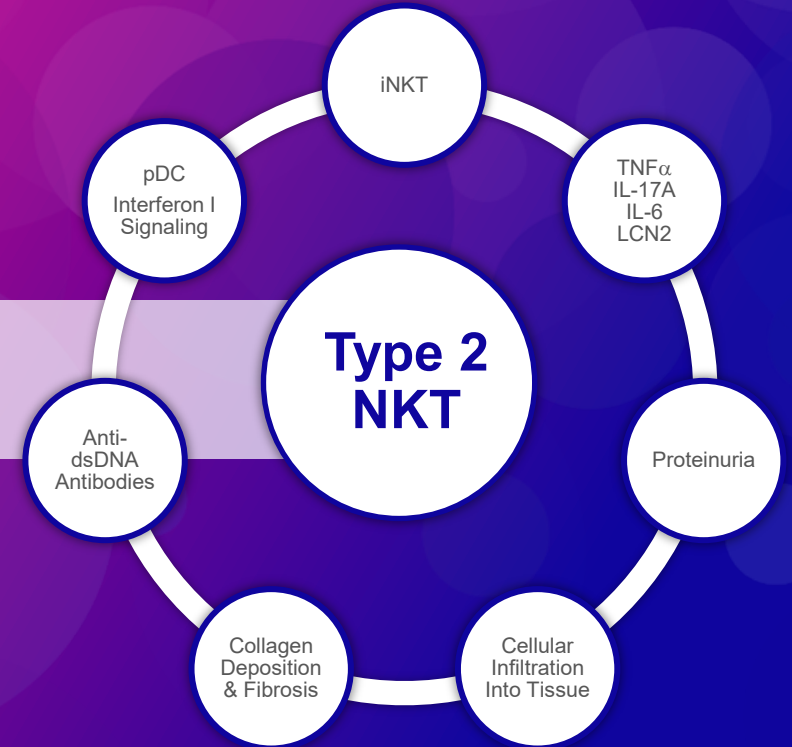 iNKT
TNFα
IL-17A
IL-6
LCN2
Proteinuria
Cellular
Infiltration
Into Tissue
Collagen
Deposition
& Fibrosis
Anti-
dsDNA
Antibodies
pDC
Interferon I
Signaling
Type 2
NKT